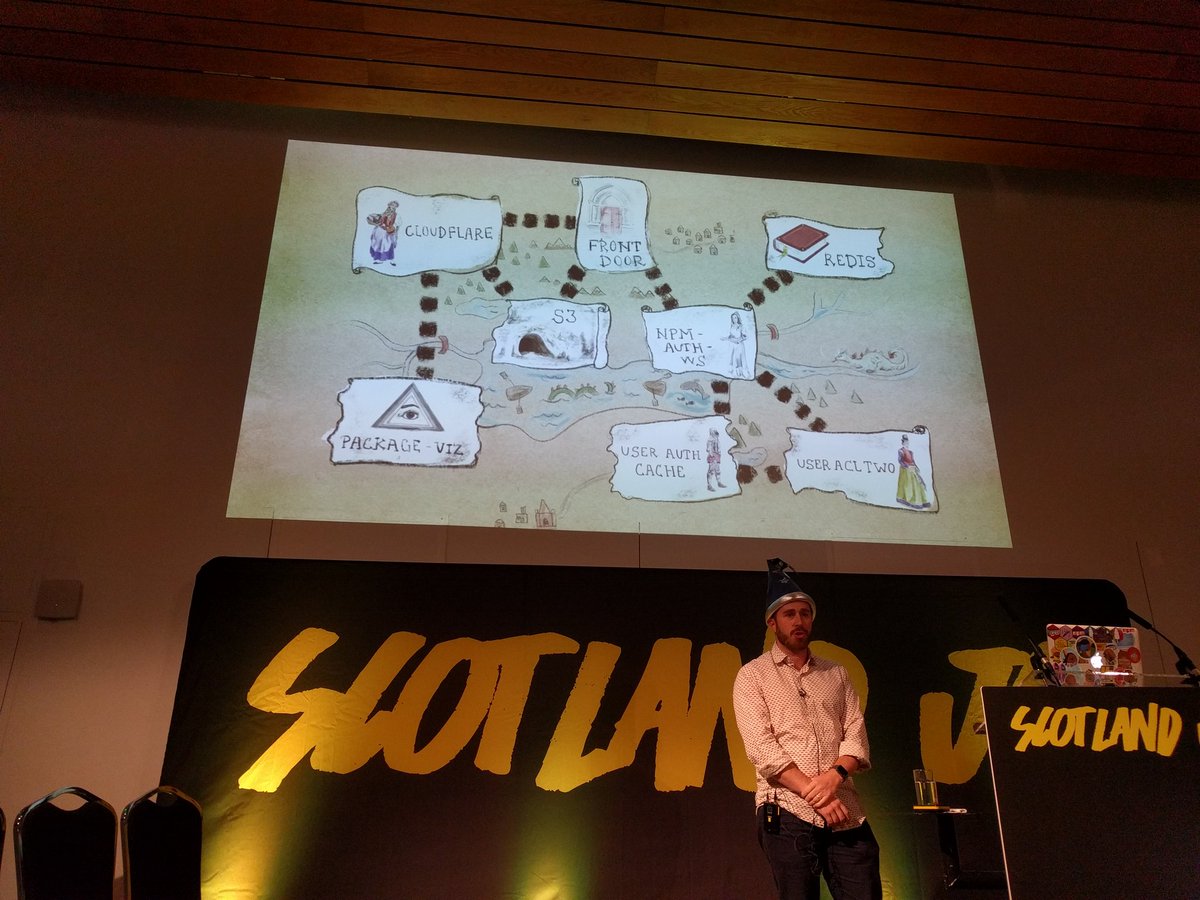 CLOUDFLARE
FRONT
DOOR
REDIS
S3
NPM-
AUTH-
WS
PACKAGE-VIZ
USER AUTH
CACHE
USER ACL TWO
SCOTLAND J
SCOTLAND